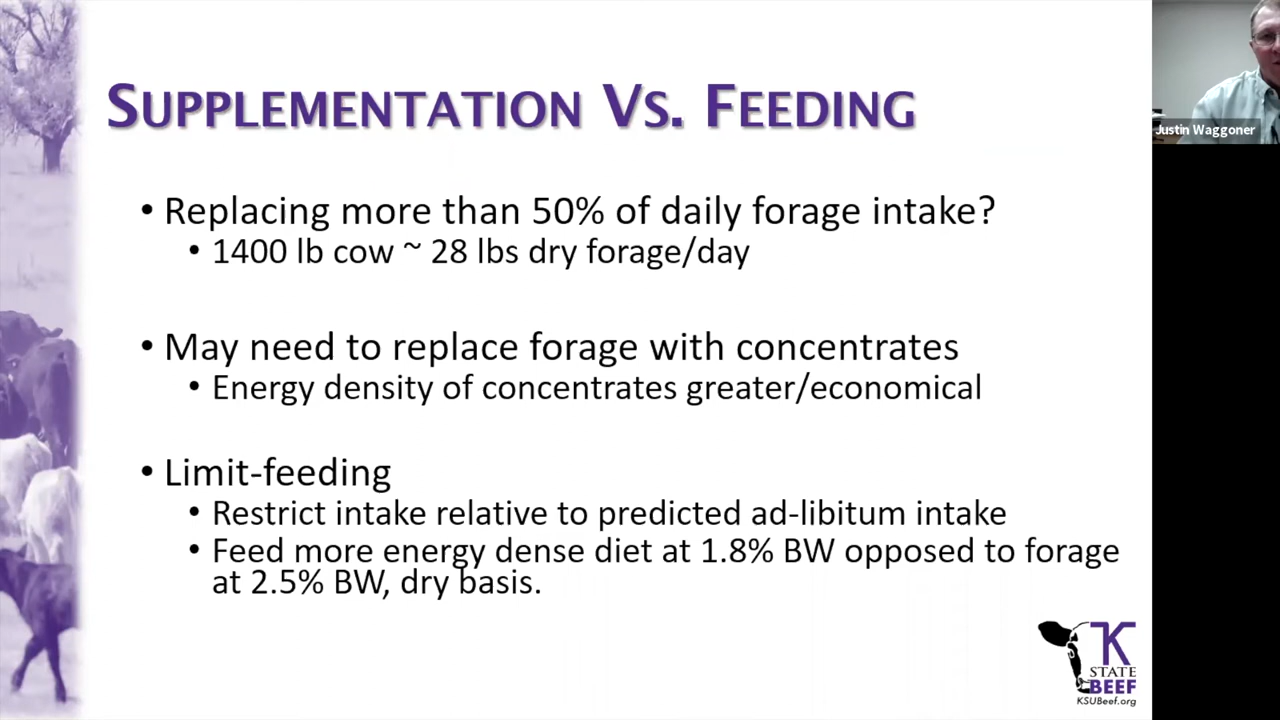 SUPPLEMENTATION VS. FEEDING
• Replacing more than 50% of daily forage intake?
• 1400 lb cow ~ 28 lbs dry forage/day
• May need to replace forage with concentrates
• Energy density of concentrates greater/economical
• Limit-feeding
• Restrict intake relative to predicted ad-libitum intake
• Feed more energy dense diet at 1.8% BW opposed to forage
at 2.5% BW, dry basis.
Justin Waggoner
K
STATE
BEEF
KSUBeef.org